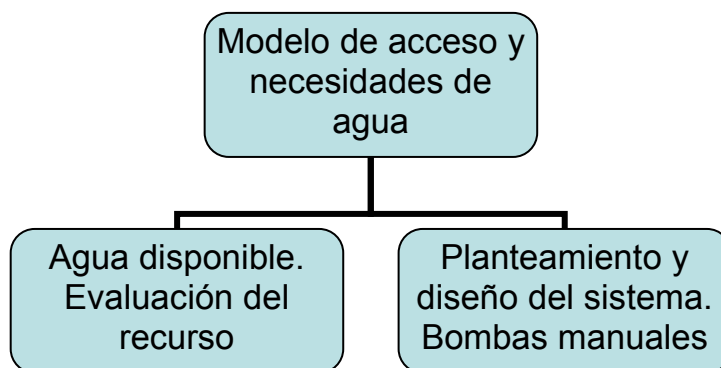 Modelo de acceso y
necesidades de
agua
Agua disponible.
Evaluación del
recurso
Planteamiento y
diseño del sistema.
Bombas manuales